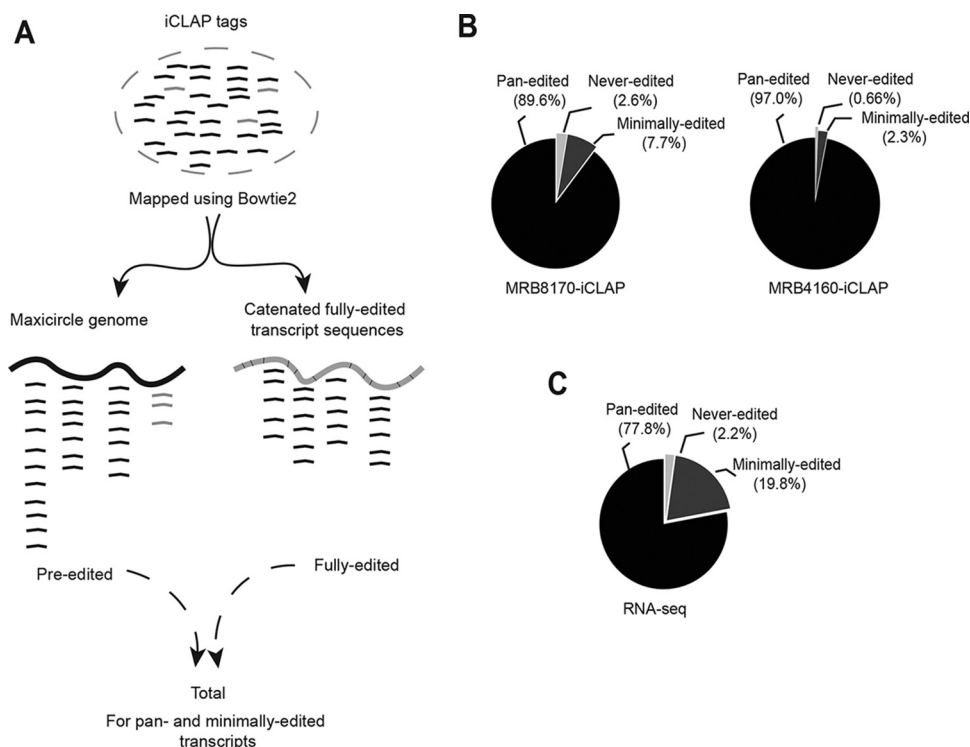 A
iCLAP tags
Mapped using Bowtie2
Maxicircle genome
Catenated fully-edited
transcript sequences
Pre-edited
Fully-edited
Total
For pan- and minimally-edited
transcripts
B
Pan-edited
(89.6%)
Never-edited
(2.6%)
Minimally-edited
(7.7%)
MRB8170-iCLAP
Pan-edited
(97.0%)
Never-edited
(0.66%)
Minimally-edited
(2.3%)
MRB4160-iCLAP
C
Pan-edited
(77.8%)
Never-edited
(2.2%)
Minimally-edited
(19.8%)
RNA-seq